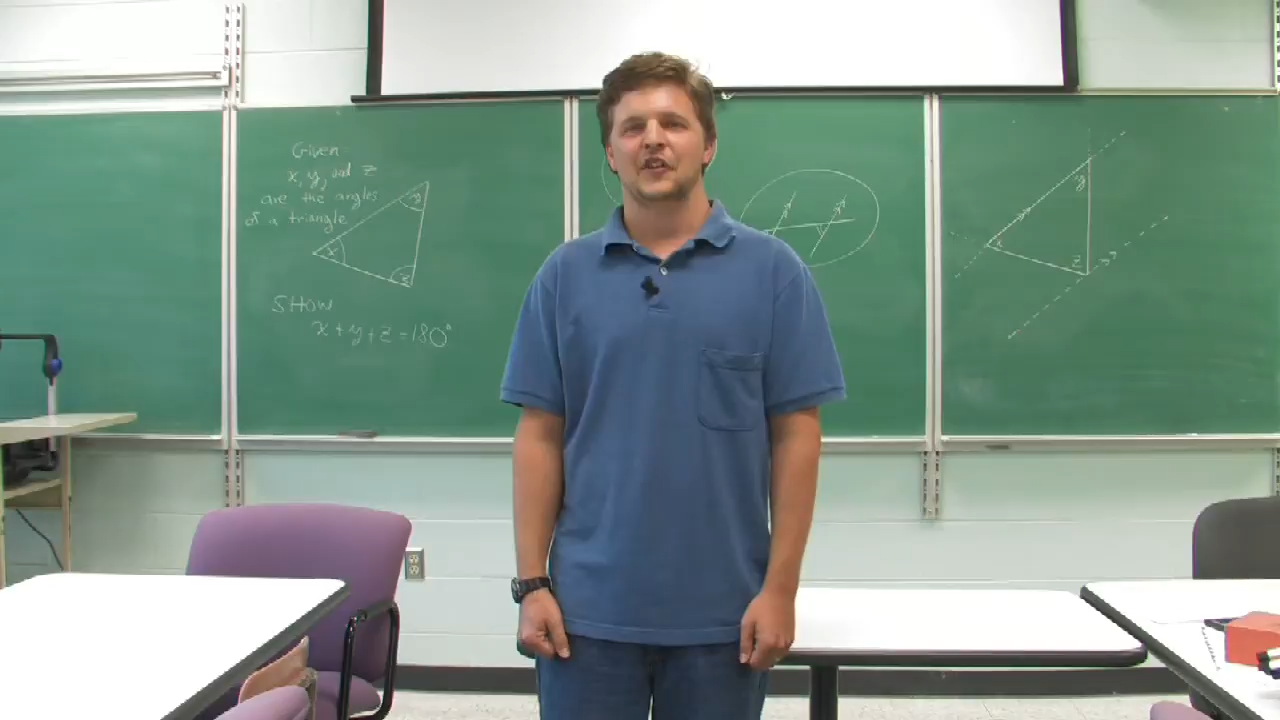 Given
x, y, and z
are the angles
of a triangle
y
x
z
SHOW
x + y + z = 180°
y
x
z